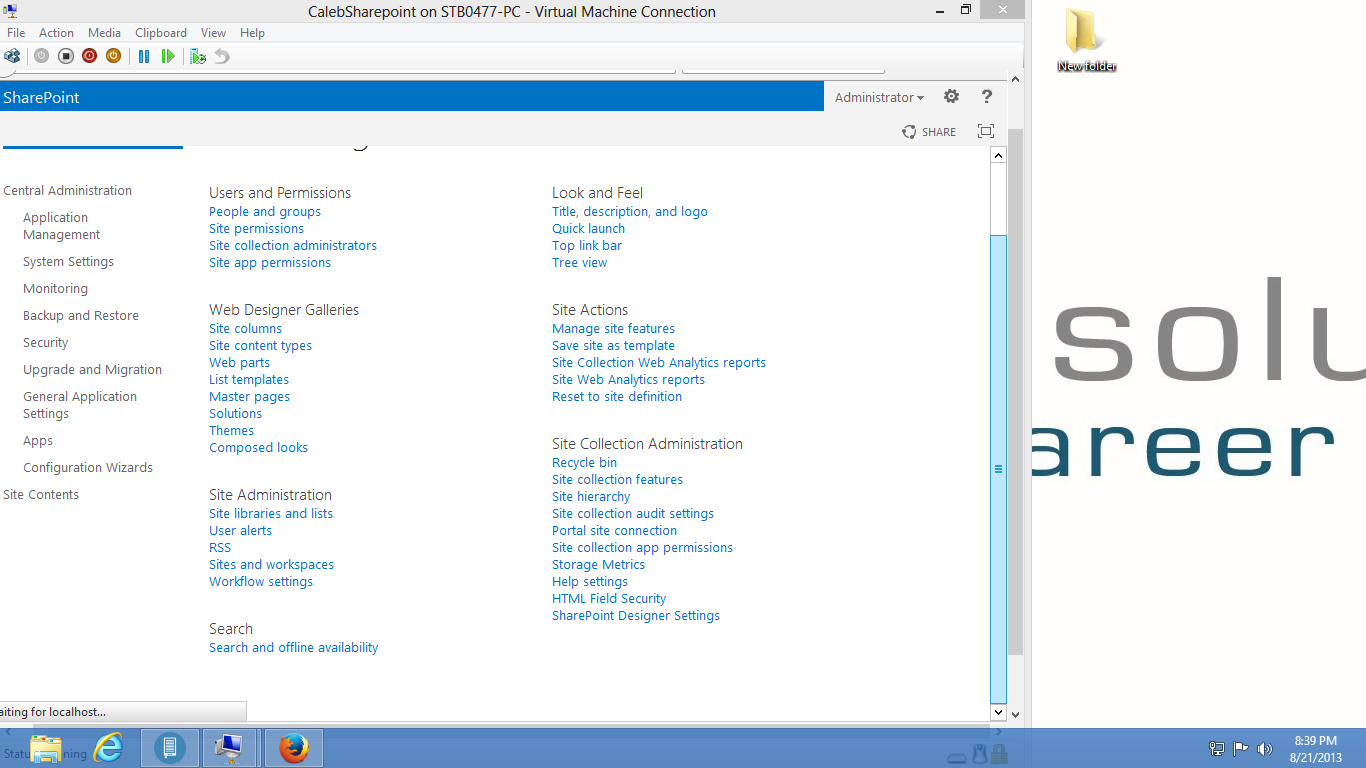 CalebSharepoint on STB0477-PC - Virtual Machine Connection
File Action Media Clipboard View Help
New folder
SharePoint
Administrator
?
SHARE
Central Administration
Application
Management
System Settings
Monitoring
Backup and Restore
Security
Upgrade and Migration
General Application
Settings
Apps
Configuration Wizards
Site Contents
Users and Permissions
People and groups
Site permissions
Site collection administrators
Site app permissions
Web Designer Galleries
Site columns
Site content types
Web parts
List templates
Master pages
Solutions
Themes
Composed looks
Site Administration
Site libraries and lists
User alerts
RSS
Sites and workspaces
Workflow settings
Search
Search and offline availability
Look and Feel
Title, description, and logo
Quick launch
Top link bar
Tree view
Site Actions
Manage site features
Save site as template
Site Collection Web Analytics reports
Site Web Analytics reports
Reset to site definition
Site Collection Administration
Recycle bin
Site collection features
Site hierarchy
Site collection audit settings
Portal site connection
Site collection app permissions
Storage Metrics
Help settings
HTML Field Security
SharePoint Designer Settings
solu
areer
aiting for localhost...
8:39 PM
8/21/2013